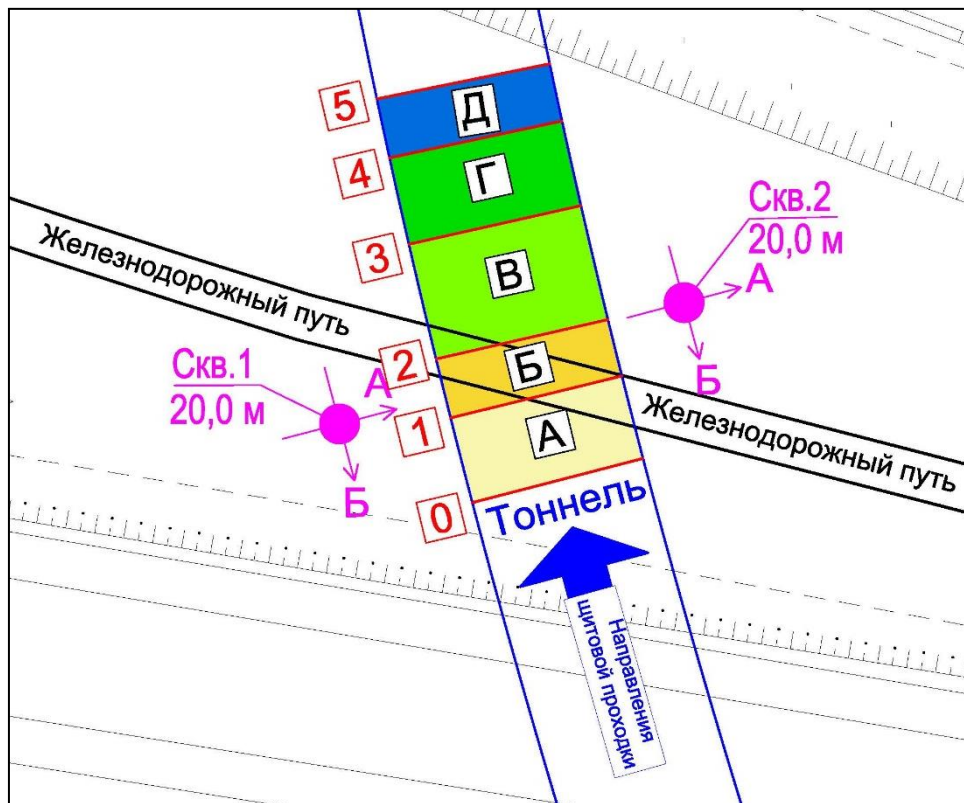 5
Д
4
Г
Скв.2
20,0 м
А
Б
3
В
Железнодорожный путь
2
Б
Скв.1
20,0 м
А
Б
1
А
Железнодорожный путь
0
Тоннель
Направления
щитовой проходки